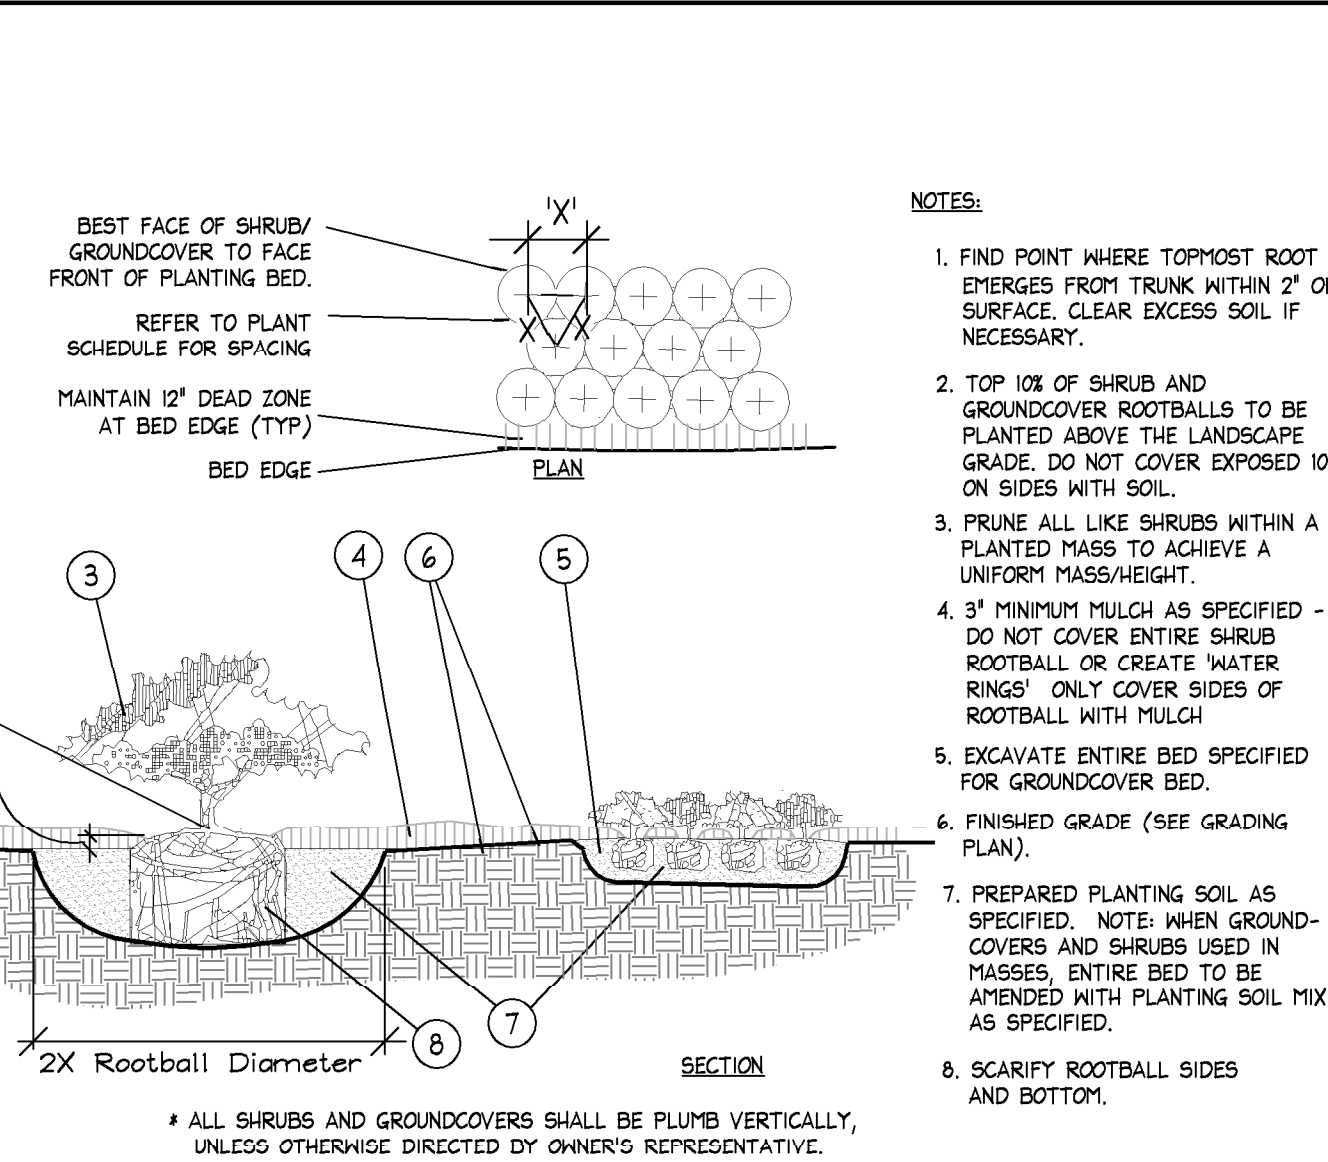 BEST FACE OF SHRUB/
GROUNDCOVER TO FACE
FRONT OF PLANTING BED.
REFER TO PLANT
SCHEDULE FOR SPACING
MAINTAIN 12" DEAD ZONE
AT BED EDGE (TYP)
BED EDGE
'X'
X X
PLAN
3
4
6
5
7
8
2X Rootball Diameter
SECTION
* ALL SHRUBS AND GROUNDCOVERS SHALL BE PLUMB VERTICALLY,
UNLESS OTHERWISE DIRECTED BY OWNER'S REPRESENTATIVE.
NOTES:
1. FIND POINT WHERE TOPMOST ROOT
EMERGES FROM TRUNK WITHIN 2"
SURFACE. CLEAR EXCESS SOIL IF
NECESSARY.
2. TOP 10% OF SHRUB AND
GROUNDCOVER ROOTBALLS TO BE
PLANTED ABOVE THE LANDSCAPE
GRADE. DO NOT COVER EXPOSED 10
ON SIDES WITH SOIL.
3. PRUNE ALL LIKE SHRUBS WITHIN A
PLANTED MASS TO ACHIEVE A
UNIFORM MASS/HEIGHT.
4. 3" MINIMUM MULCH AS SPECIFIED -
DO NOT COVER ENTIRE SHRUB
ROOTBALL OR CREATE 'WATER
RINGS' ONLY COVER SIDES OF
ROOTBALL WITH MULCH
5. EXCAVATE ENTIRE BED SPECIFIED
FOR GROUNDCOVER BED.
6. FINISHED GRADE (SEE GRADING
PLAN).
7. PREPARED PLANTING SOIL AS
SPECIFIED. NOTE: WHEN GROUND-
COVERS AND SHRUBS USED IN
MASSES, ENTIRE BED TO BE
AMENDED WITH PLANTING SOIL MIX
AS SPECIFIED.
8. SCARIFY ROOTBALL SIDES
AND BOTTOM.